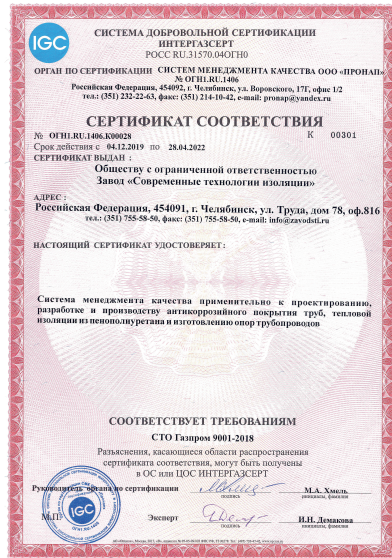 IGC
СИСТЕМА ДОБРОВОЛЬНОЙ СЕРТИФИКАЦИИ
ИНТЕРГАЗСЕРТ
РОСС RU.31570.04ОГН0
ОРГАН ПО СЕРТИФИКАЦИИ СИСТЕМ МЕНЕДЖМЕНТА КАЧЕСТВА ООО «ПРОНАП»
№ ОГН1.RU.1406
Российская Федерация, 454092, г. Челябинск, ул. Воровского, 17Г, офис 1/2
тел.: (351) 232-22-63, факс: (351) 214-10-42, e-mail: pronap@yandex.ru
СЕРТИФИКАТ СООТВЕТСТВИЯ
№ ОГН1.RU.1406.К00028 К 00301
Срок действия с 04.12.2019 по 28.04.2022
СЕРТИФИКАТ ВЫДАН :
Обществу с ограниченной ответственностью
Завод «Современные технологии изоляции»
АДРЕС :
Российская Федерация, 454091, г. Челябинск, ул. Труда, дом 78, оф.816
тел.: (351) 755-58-50, факс: (351) 755-58-50, e-mail: info@zavodsti.ru
НАСТОЯЩИЙ СЕРТИФИКАТ УДОСТОВЕРЯЕТ:
Система менеджмента качества применительно к проектированию,
разработке и производству антикоррозийного покрытия труб, тепловой
изоляции из пенополиуретана и изготовлению опор трубопроводов
СООТВЕТСТВУЕТ ТРЕБОВАНИЯМ
СТО Газпром 9001-2018
Разъяснения, касающиеся области распространения
сертификата соответствия, могут быть получены
в ОС или ЦОС ИНТЕРГАЗСЕРТ
Руководитель органа по сертификации М.А. Хмель
подпись инициалы, фамилия
М.П.
Эксперт И.Н. Демакова
подпись инициалы, фамилия
IGC
ОГН1.RU.1406